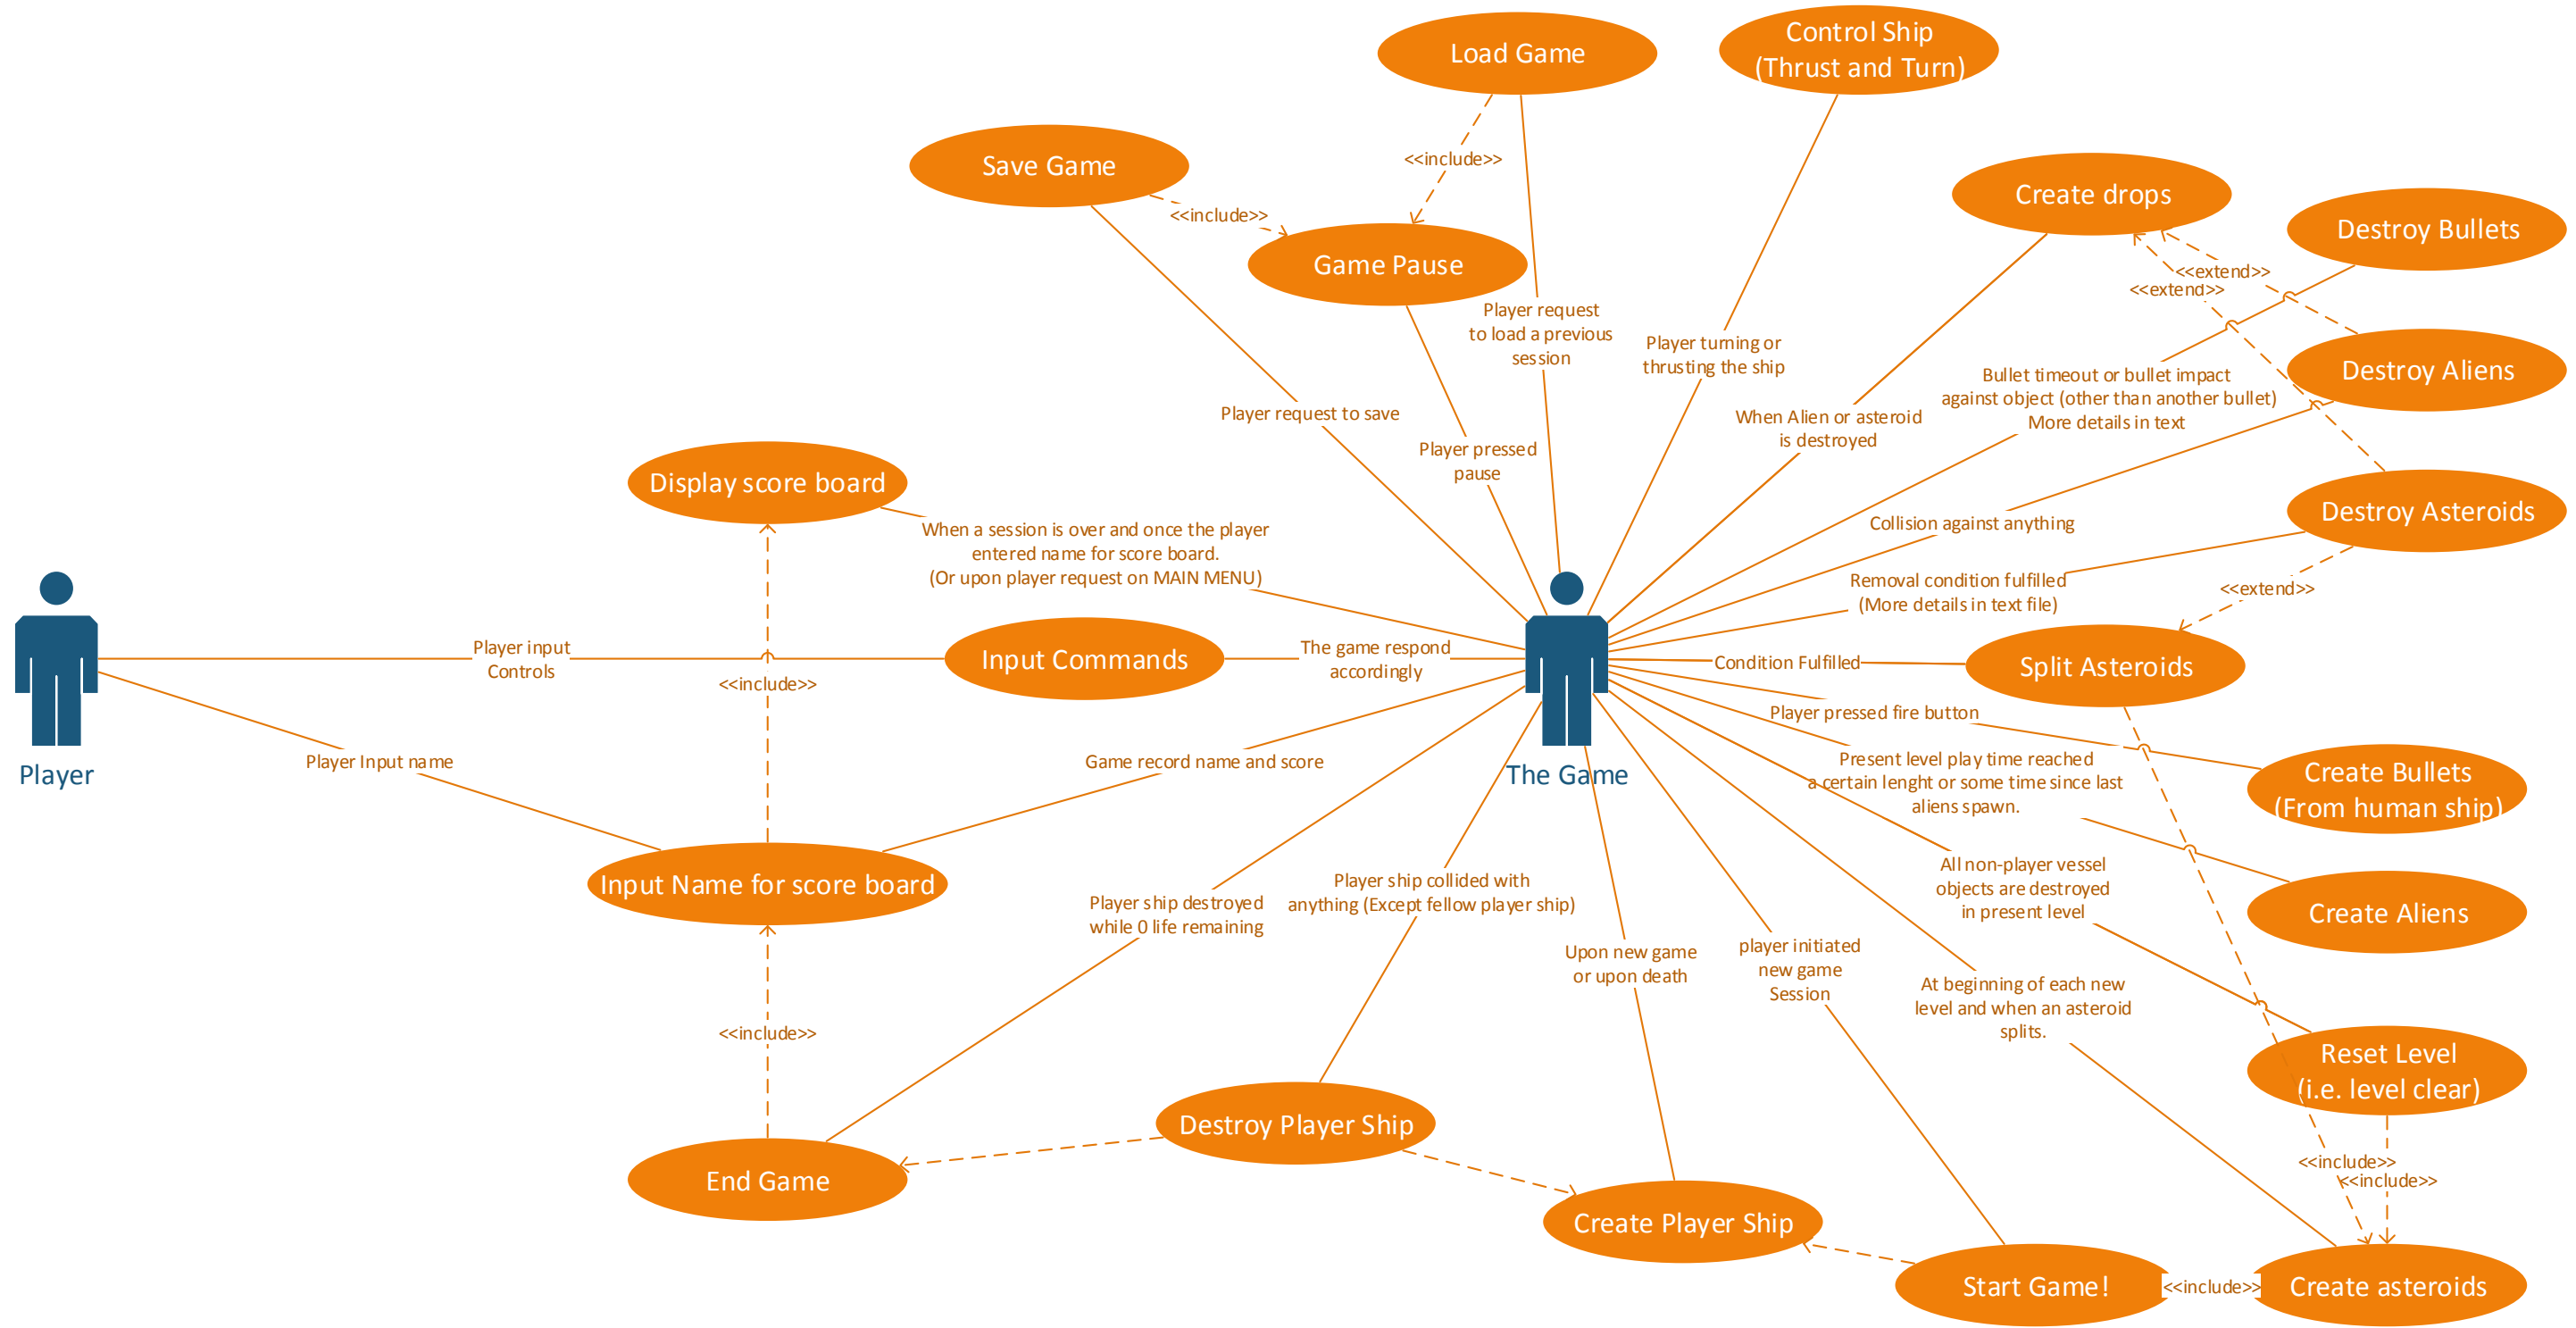 Control Ship
(Thrust and Turn)
Load Game
Save Game
<<include>>
<<include>>
Create drops
Destroy Bullets
Game Pause
<<extend>>
<<extend>>
Player request
to load a previous
session
Player turning or
thrusting the ship
Destroy Aliens
Bullet timeout or bullet impact
against object (other than another bullet)
More details in text
Player request to save
When Alien or asteroid
is destroyed
Player pressed
pause
Display score board
Destroy Asteroids
Collision against anything
When a session is over and once the player
entered name for score board.
(Or upon player request on MAIN MENU)
Removal condition fulfilled
(More details in text file)
<<extend>>
Player input
Controls
Input Commands
The game respond
accordingly
Condition Fulfilled
Split Asteroids
<<include>>
Player pressed fire button
Player
The Game
Player Input name
Game record name and score
Present level play time reached
a certain lenght or some time since last
aliens spawn.
Create Bullets
(From human ship)
Input Name for score board
Player ship destroyed
while 0 life remaining
Player ship collided with
anything (Except fellow player ship)
All non-player vessel
objects are destroyed
in present level
Create Aliens
Upon new game
or upon death
player initiated
new game
Session
At beginning of each new
level and when an asteroid
splits.
<<include>>
Reset Level
(i.e. level clear)
Destroy Player Ship
End Game
<<include>>
<<include>>
Create Player Ship
Start Game!
<<include>>
Create asteroids